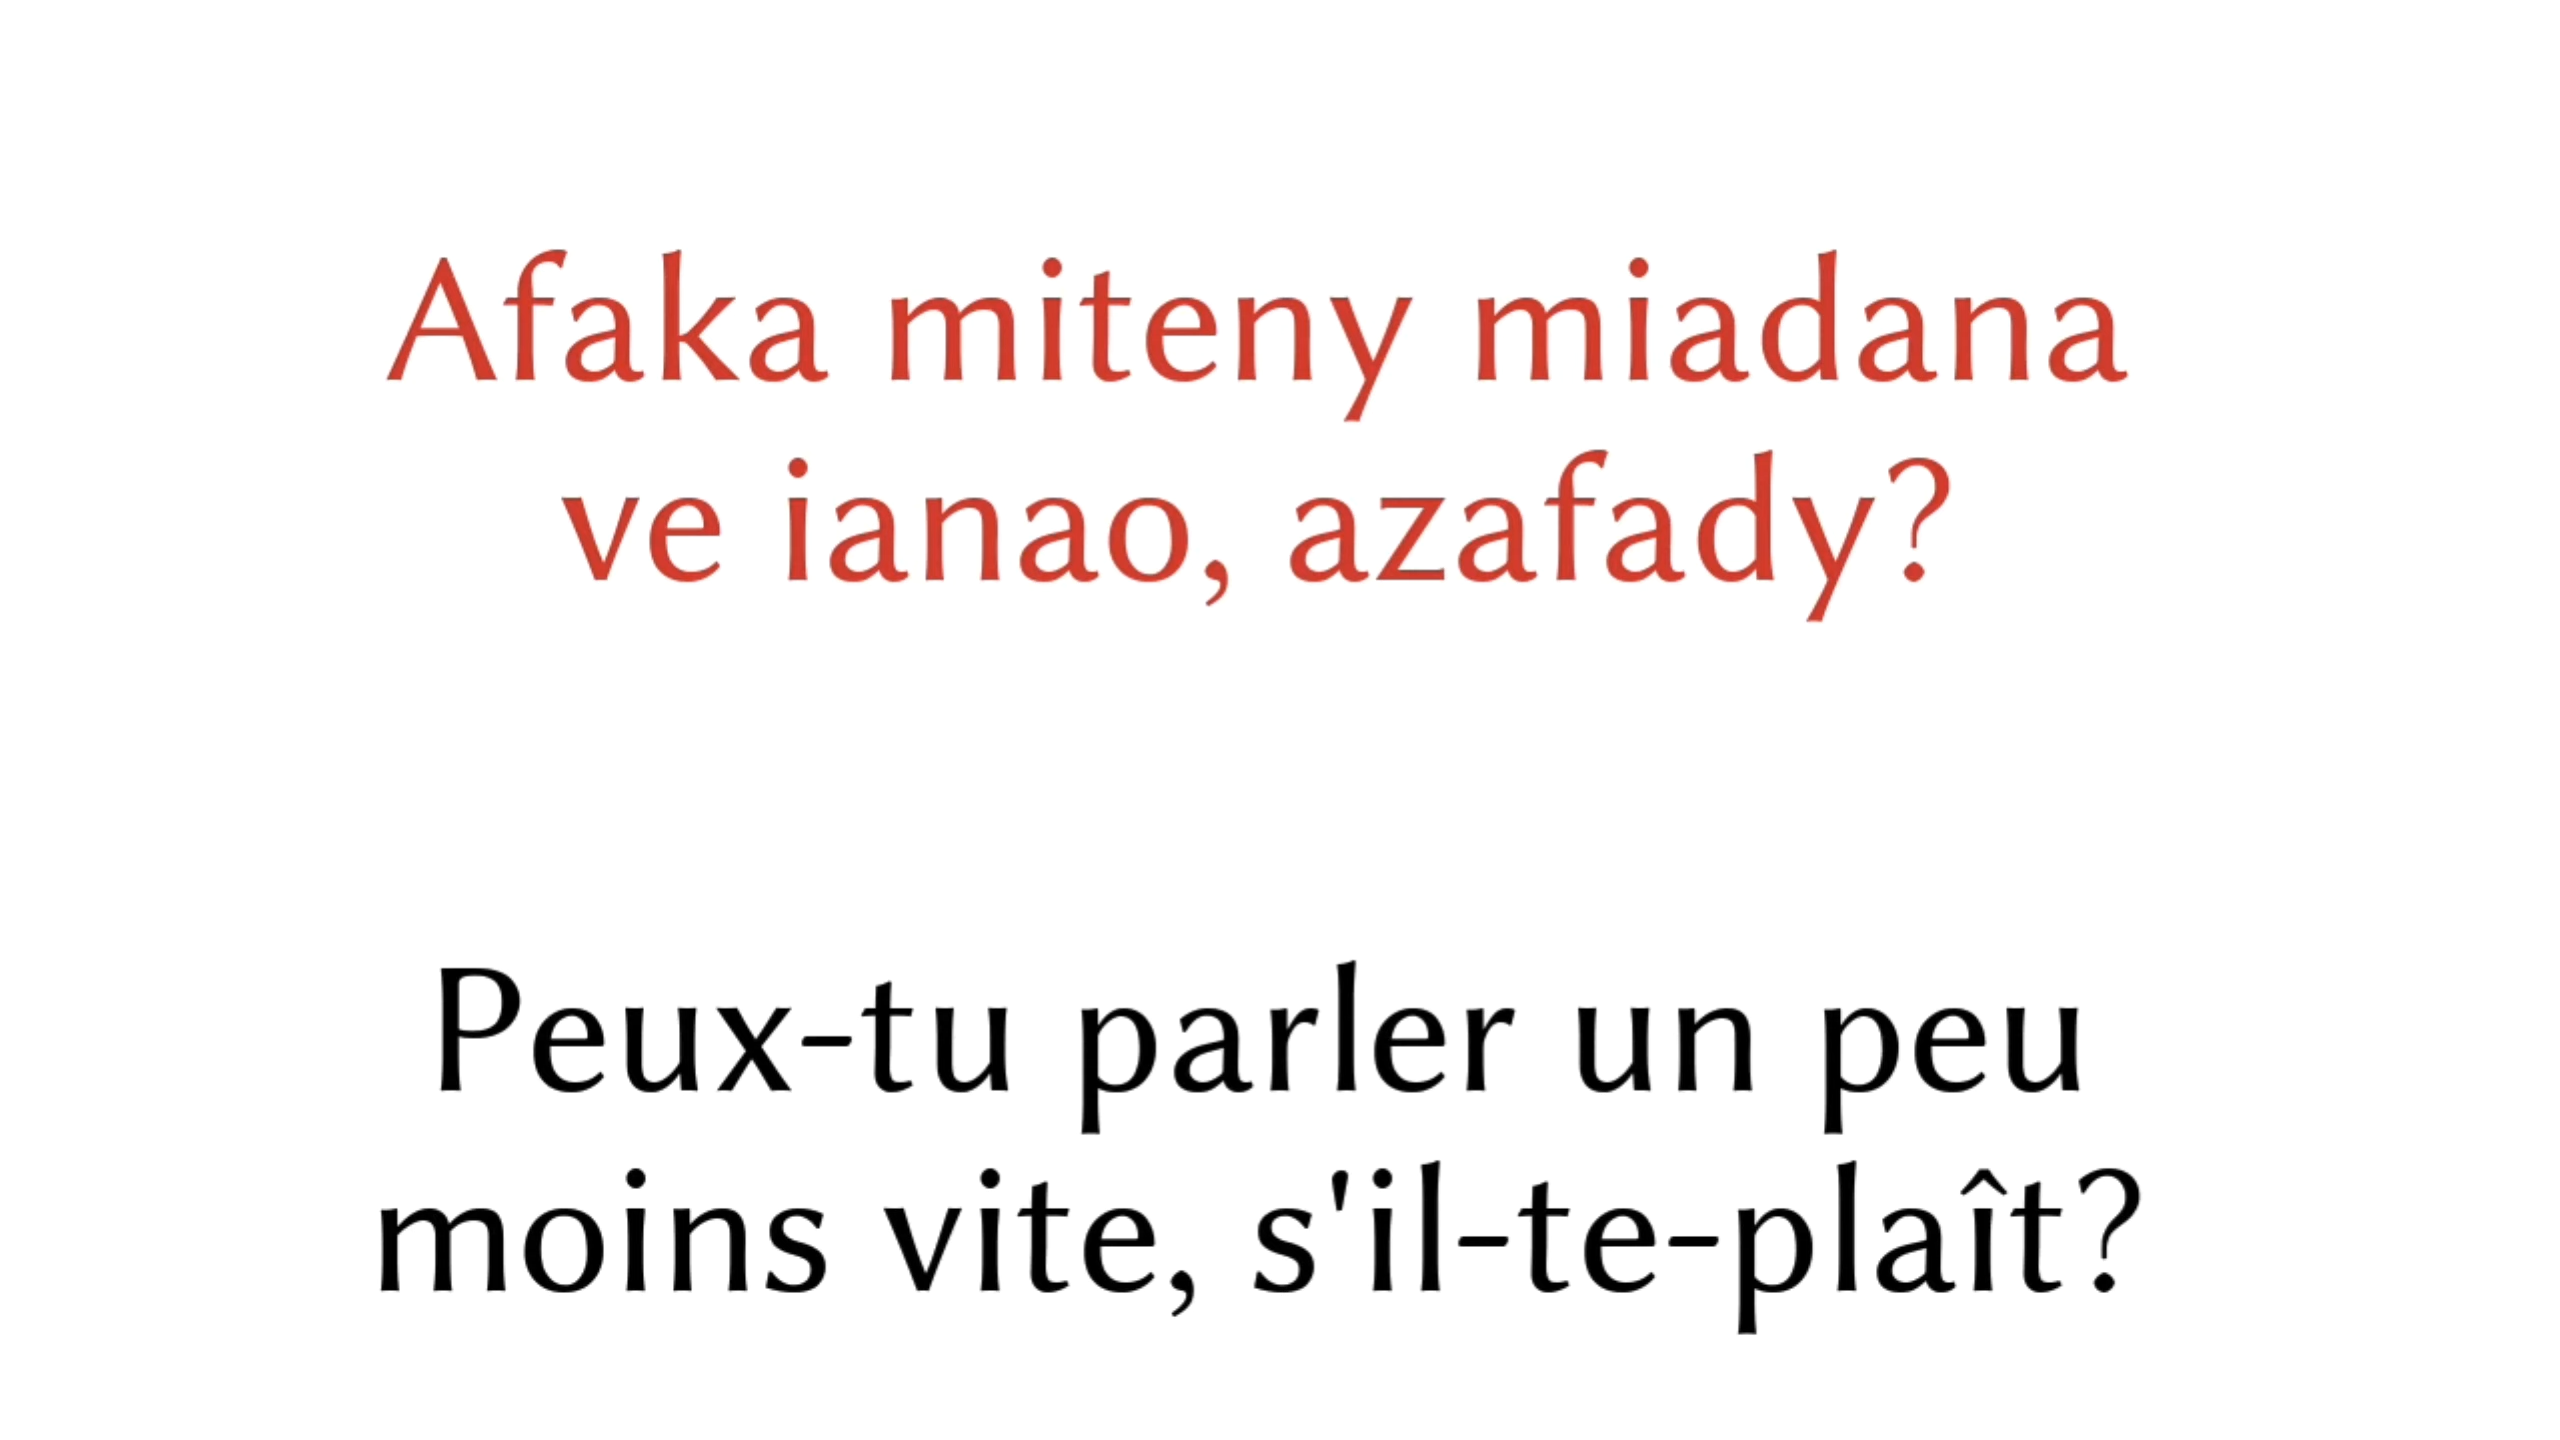 Afaka miteny miadana
ve ianao, azafady?
Peux-tu parler un peu
moins vite, s'il-te-plaît?